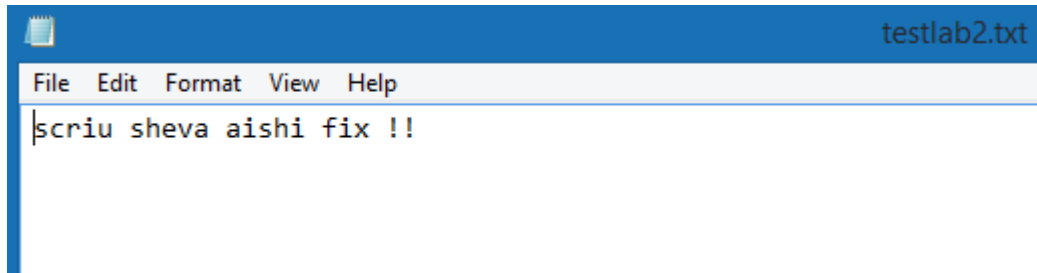 testlab2.txt
File Edit Format View Help
scriu sheva aishi fix !!